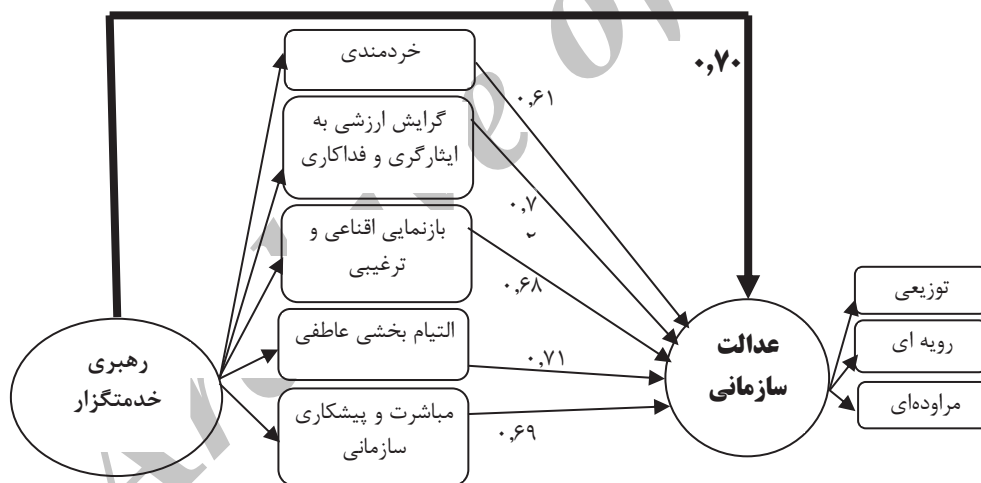 خردمندی
گرایش ارزشی به
ایثارگری و فداکاری
بازنمایی اقناعی و
ترغیبی
التیام بخشی عاطفی
مباشرت و پیشکاری
سازمانی
رهبری
خدمتگزار
۰,۷۰
۰,۶۱
۰,۷
۰,۶۸
۰,۷۱
۰,۶۹
عدالت
سازمانی
توزیعی
رویه ای
مراوده‌ای